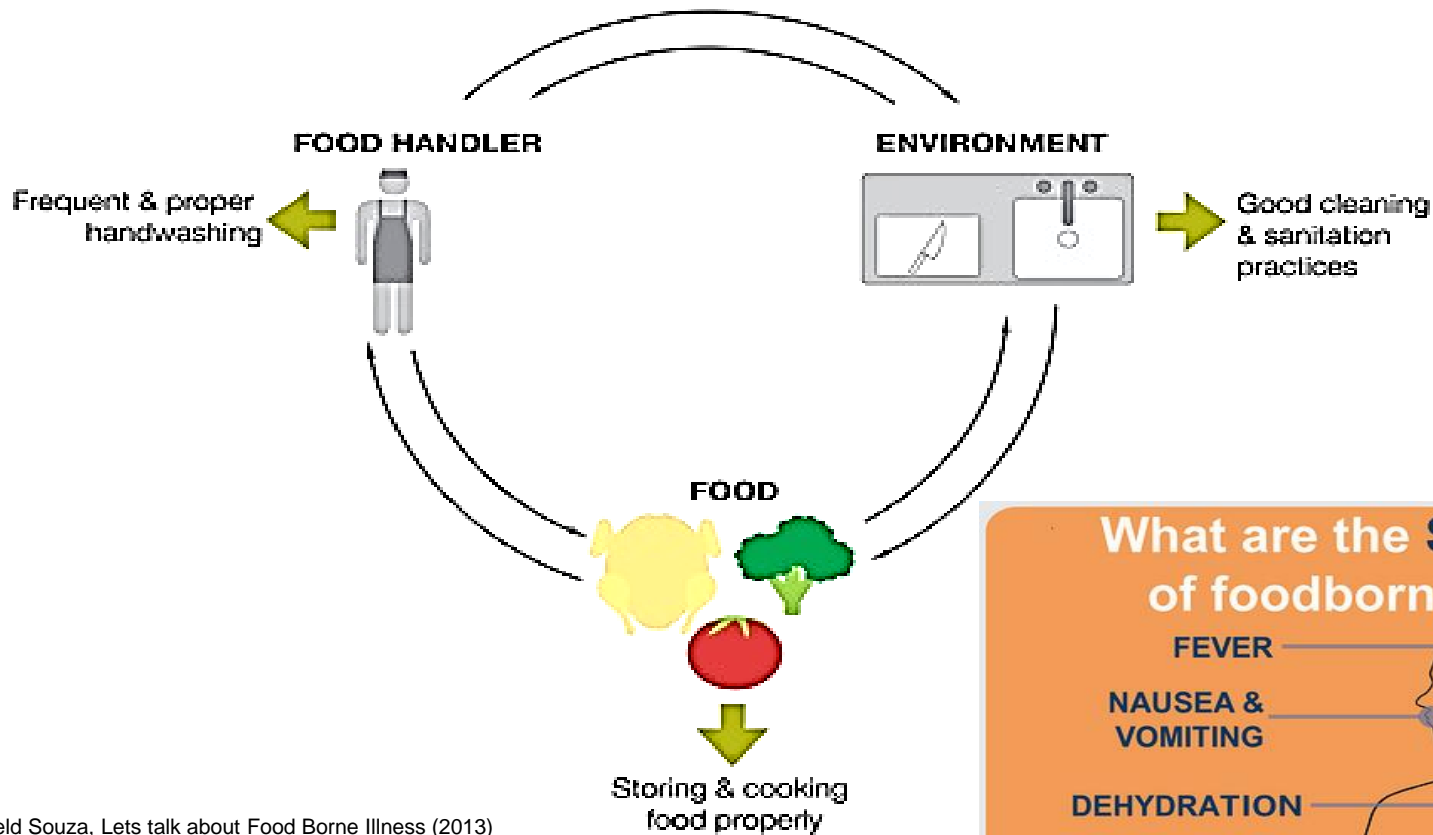 FOOD HANDLER
ENVIRONMENT
Frequent & proper
handwashing
Good cleaning
& sanitation
practices
FOOD
Storing & cooking
food properly
What are the
of foodborn
FEVER
NAUSEA &
VOMITING
DEHYDRATION
eld Souza, Lets talk about Food Borne Illness (2013)